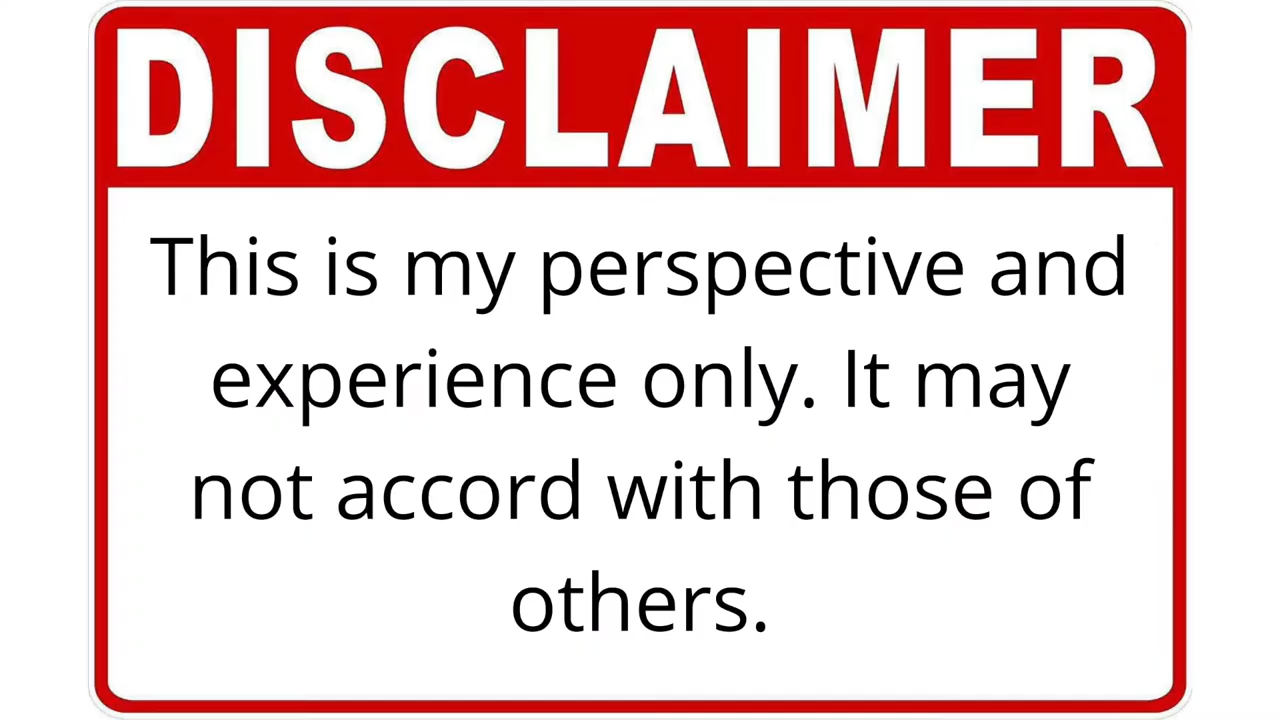 DISCLAIMER
This is my perspective and
experience only. It may
not accord with those of
others.